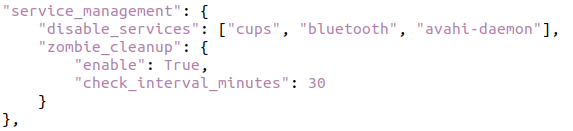 "service_management": {
    "disable_services": ["cups", "bluetooth", "avahi-daemon"],
    "zombie_cleanup": {
        "enable": True,
        "check_interval_minutes": 30
    }
},